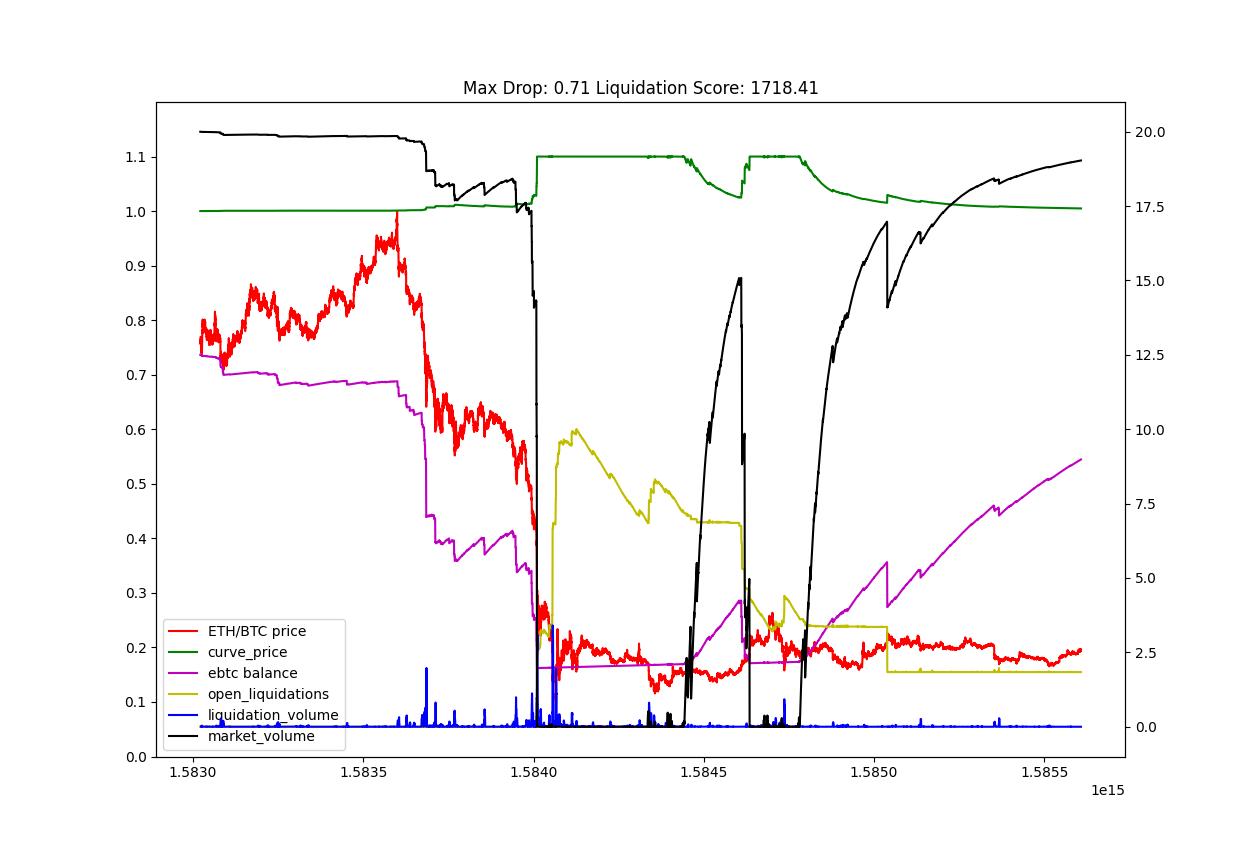 Max Drop: 0.71 Liquidation Score: 1718.41
1.1
1.0
0.9
0.8
0.7
0.6
0.5
0.4
0.3
0.2
0.1
0.0
20.0
17.5
15.0
12.5
10.0
7.5
5.0
2.5
0.0
ETH/BTC price
curve_price
ebtc balance
open_liquidations
liquidation_volume
market_volume
1.5830 1.5835 1.5840 1.5845 1.5850 1.5855
1e15